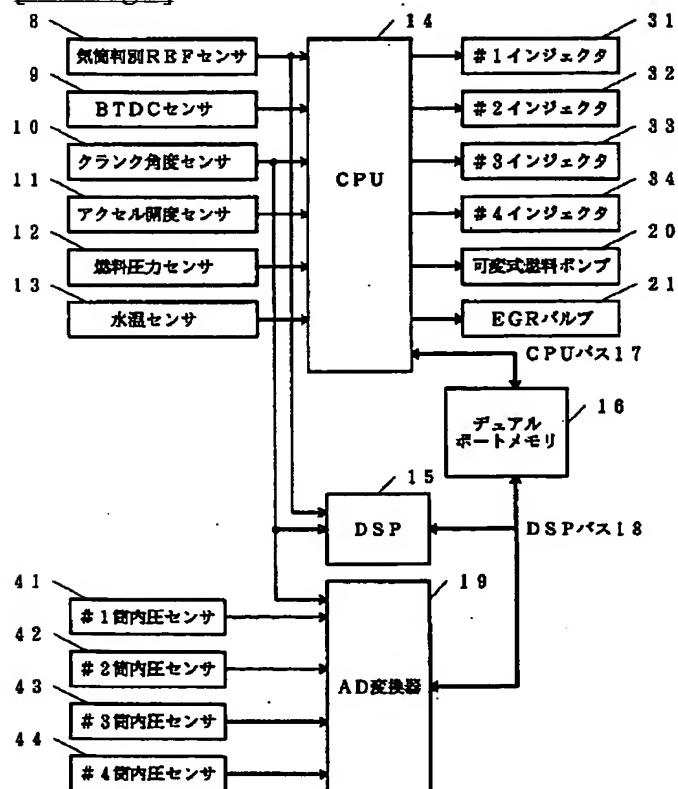 8
気筒判別REFセンサ
9
BTDCセンサ
10
クランク角度センサ
11
アクセル開度センサ
12
燃料圧力センサ
13
水温センサ
14
CPU
31
#1インジェクタ
32
#2インジェクタ
33
#3インジェクタ
34
#4インジェクタ
20
可変式燃料ポンプ
21
EGRバルブ
CPUバス17
16
デュアル
ポートメモリ
15
DSP
DSPバス18
41
#1筒内圧センサ
42
#2筒内圧センサ
43
#3筒内圧センサ
44
#4筒内圧センサ
19
AD変換器